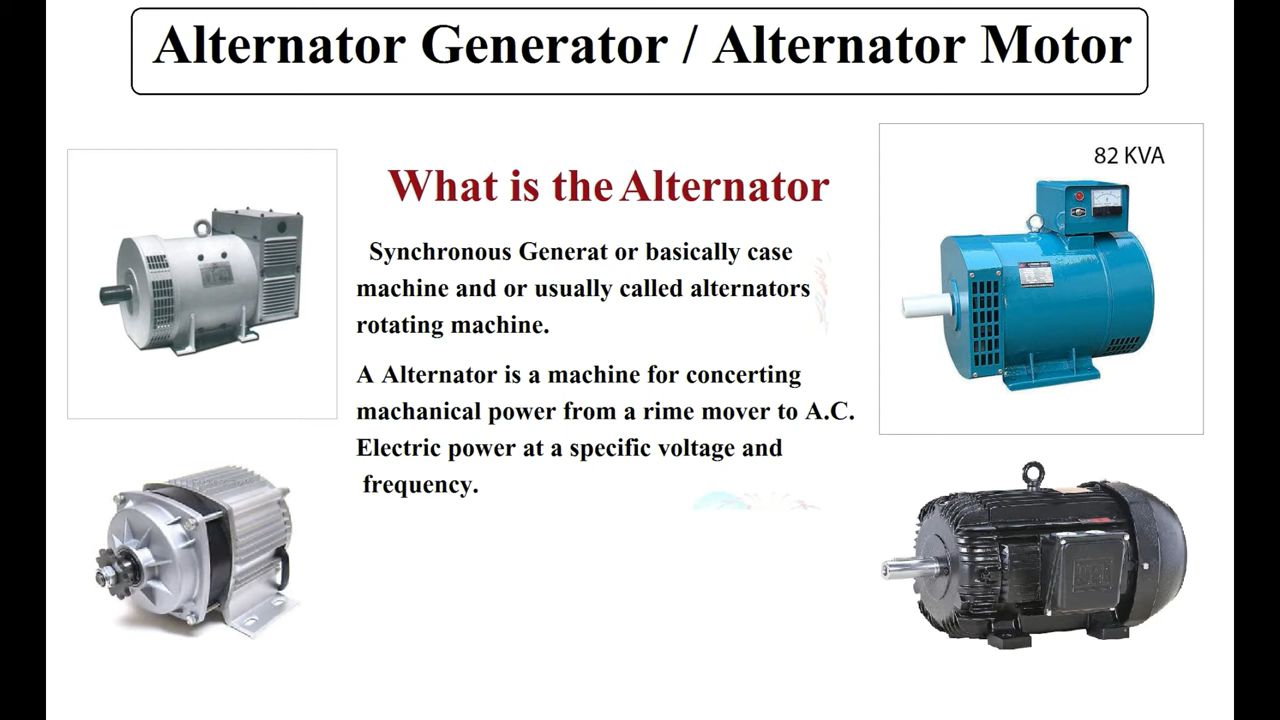 Alternator Generator / Alternator Motor
82 KVA
What is the Alternator
Synchronous Generat or basically case
machine and or usually called alternators
rotating machine.
A Alternator is a machine for concerting
machanical power from a rime mover to A.C.
Electric power at a specific voltage and
frequency.